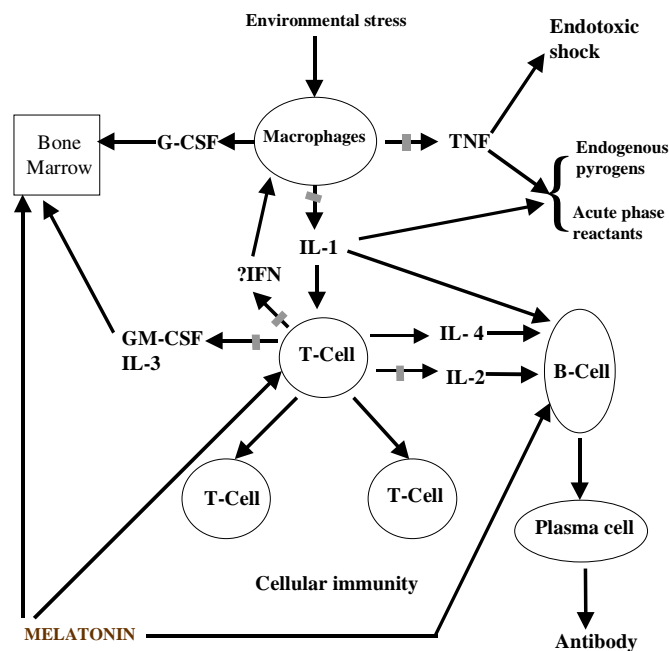 Environmental stress
Endotoxic
shock
Bone
Marrow
G-CSF
Macrophages
TNF
Endogenous
pyrogens
Acute phase
reactants
IL-1
?IFN
GM-CSF
IL-3
T-Cell
IL- 4
IL-2
B-Cell
T-Cell
T-Cell
Plasma cell
Cellular immunity
MELATONIN
Antibody